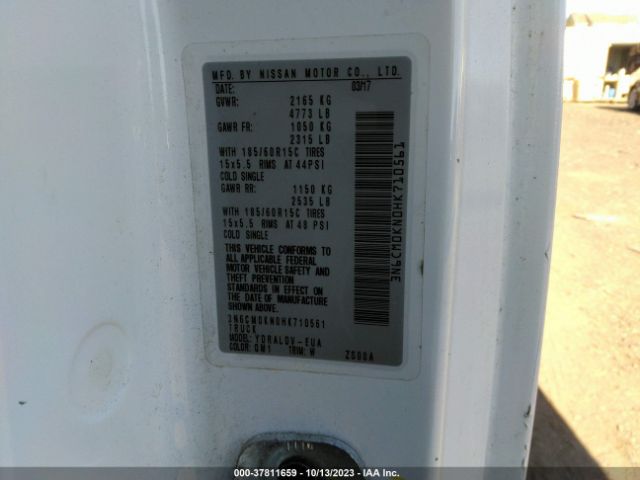 MFD. BY NISSAN MOTOR CO., LTD.
DATE: 03/17
GVWR: 2165 KG
4773 LB
GAWR FR: 1050 KG
2315 LB
WITH 185/60R15C TIRES
15x5.5 RIMS AT 44PSI
COLD SINGLE
GAWR RR: 1150 KG
2535 LB
WITH 185/60R15C TIRES
15x5.5 RIMS AT 48 PSI
COLD SINGLE
THIS VEHICLE CONFORMS TO
ALL APPLICABLE FEDERAL
MOTOR VEHICLE SAFETY AND
THEFT PREVENTION
STANDARDS IN EFFECT ON THE
DATE OF MANUFACTURE
SHOWN ABOVE.
3N6CM0KN0HK710561
TRUCK
MODEL: YDRALDV-EUA
COLOR: QM1 TRIM: W ZS00A
3N6CM0KN0HK710561
000-37811659 - 10/13/2023 - IAA Inc.